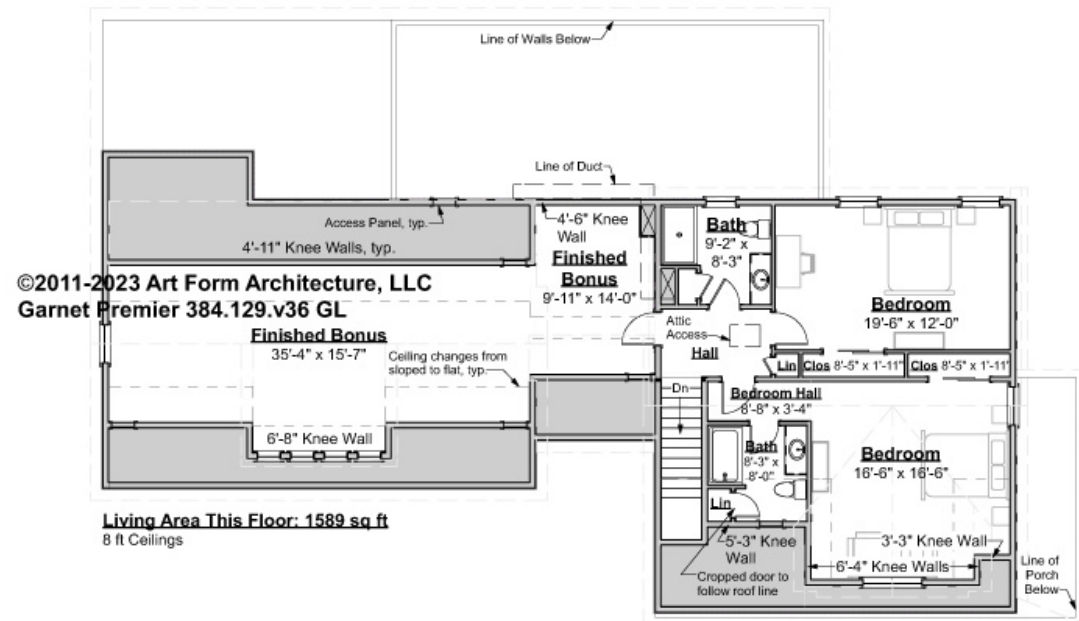 Line of Walls Below
Line of Duct
Access Panel, typ.
4'-11" Knee Walls, typ.
4'-6" Knee
Wall
Finished
Bonus
9'-11" x 14'-0"
Bath
9'-2" x
8'-3"
Bedroom
19'-6" x 12'-0"
©2011-2023 Art Form Architecture, LLC
Garnet Premier 384.129.v36 GL
Finished Bonus
35'-4" x 15'-7"
Ceiling changes from
sloped to flat, typ.
Attic
Access
Hall
Lin
Clos 8'-5" x 1'-11"
Clos 8'-5" x 1'-11"
Dn
Bedroom Hall
8'-8" x 3'-4"
6'-8" Knee Wall
Bath
8'-3" x
8'-0"
Bedroom
16'-6" x 16'-6"
Lin
Living Area This Floor: 1589 sq ft
8 ft Ceilings
5'-3" Knee
Wall
Cropped door to
follow roof line
3'-3" Knee Wall
6'-4" Knee Walls
Line of
Porch
Below